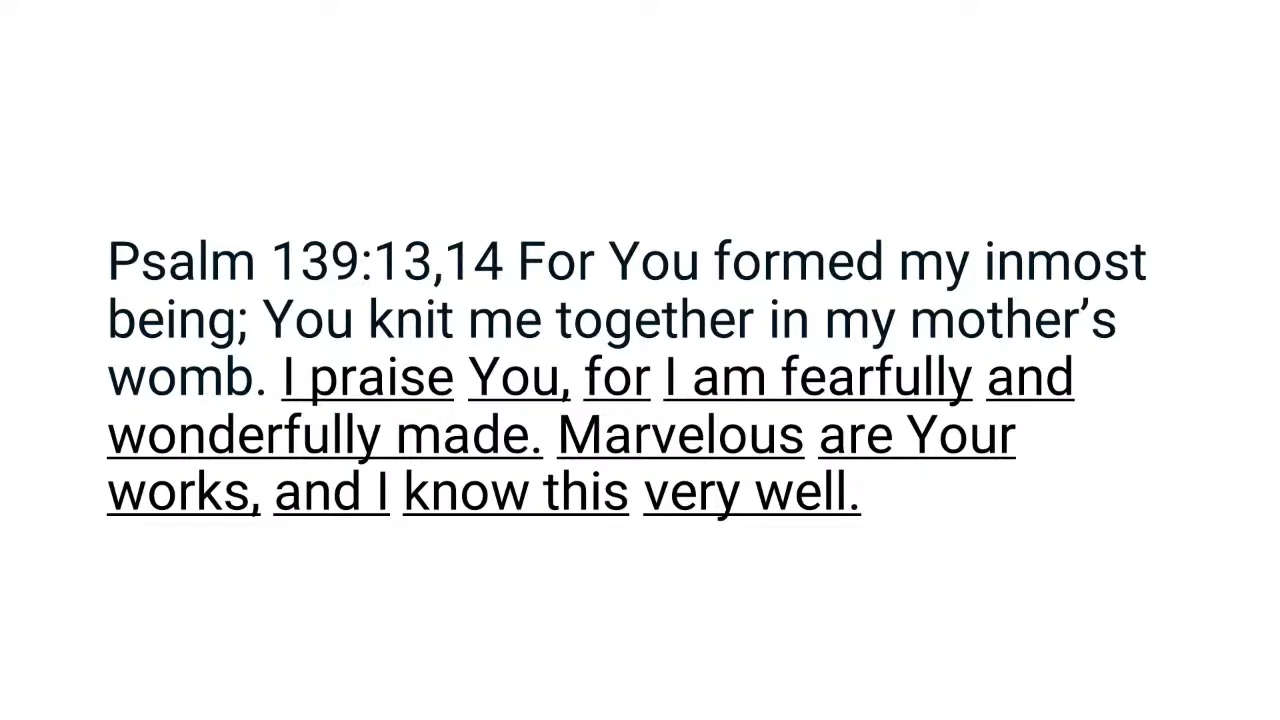 Psalm 139:13,14 For You formed my inmost
being; You knit me together in my mother’s
womb. I praise You, for I am fearfully and
wonderfully made. Marvelous are Your
works, and I know this very well.